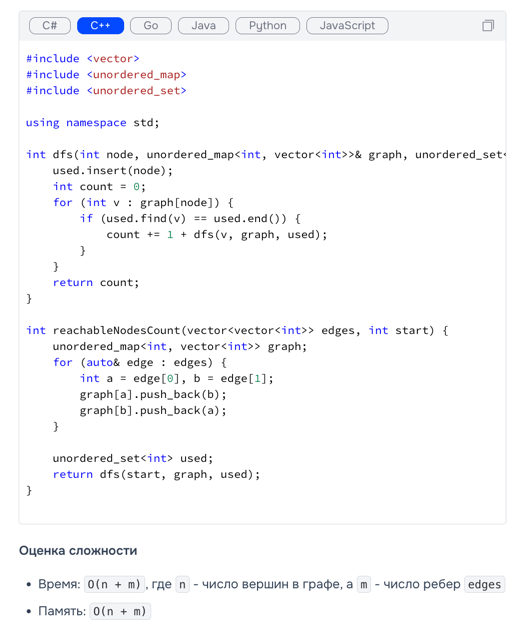 C# C++ Go Java Python JavaScript
#include <vector>
#include <unordered_map>
#include <unordered_set>
using namespace std;
int dfs(int node, unordered_map<int, vector<int>>& graph, unordered_set<
    used.insert(node);
    int count = 0;
    for (int v : graph[node]) {
        if (used.find(v) == used.end()) {
            count += 1 + dfs(v, graph, used);
        }
    }
    return count;
}
int reachableNodesCount(vector<vector<int>> edges, int start) {
    unordered_map<int, vector<int>> graph;
    for (auto& edge : edges) {
        int a = edge[0], b = edge[1];
        graph[a].push_back(b);
        graph[b].push_back(a);
    }
    unordered_set<int> used;
    return dfs(start, graph, used);
}
Оценка сложности
• Время: O(n + m), где n - число вершин в графе, а m - число ребер edges
• Память: O(n + m)